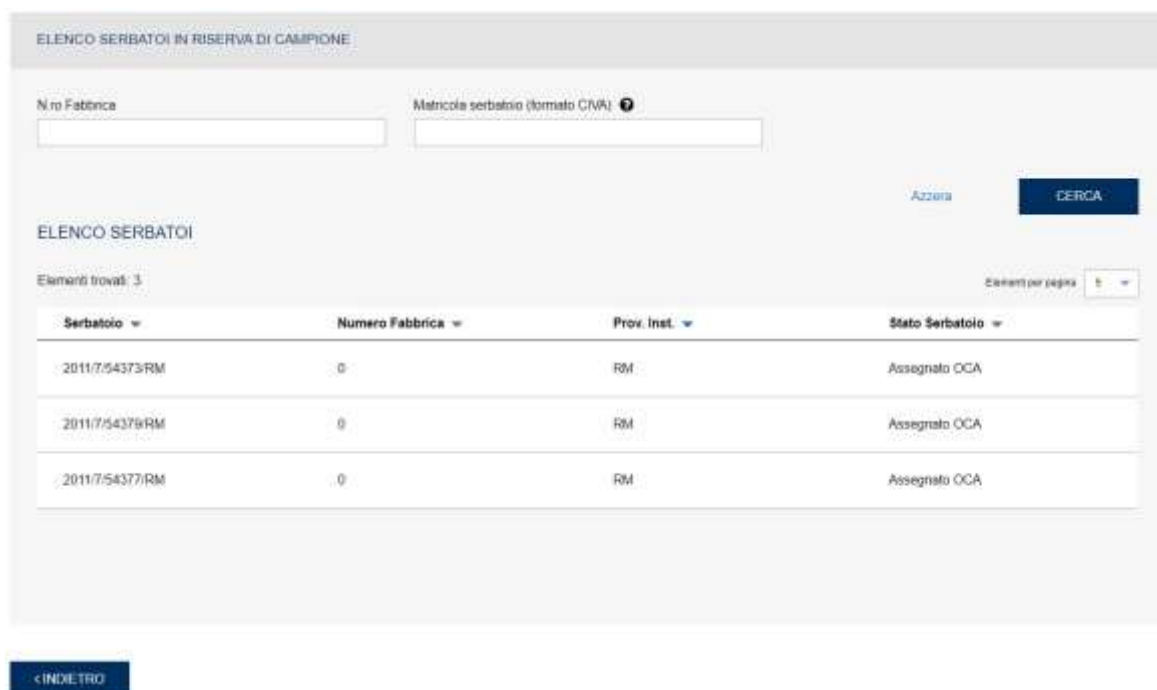 ELENCO SERBATOI IN RISERVA DI CAMPIONE
N.ro Fabbrica Matricola serbatoio (formato CIVA) ?
Azzera CERCA
ELENCO SERBATOI
Elementi trovati: 3 Elementi per pagina 5
Serbatoio Numero Fabbrica Prov. Inst. Stato Serbatoio
2011/7/54373/RM 0 RM Assegnato OCA
2011/7/54379/RM 0 RM Assegnato OCA
2011/7/54377/RM 0 RM Assegnato OCA
<INDIETRO